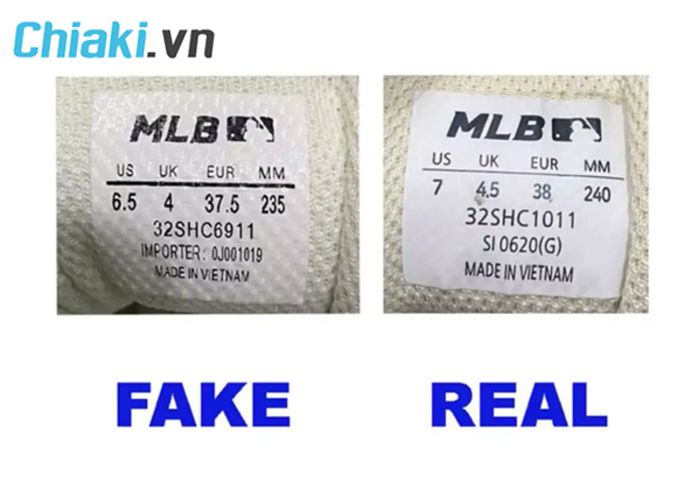 Chiaki.vn
MLB
US UK EUR MM
6.5 4 37.5 235
32SHC6911
IMPORTER : 0J001019
MADE IN VIETNAM
MLB
US UK EUR MM
7 4.5 38 240
32SHC1011
SI 0620(G)
MADE IN VIETNAM
FAKE REAL